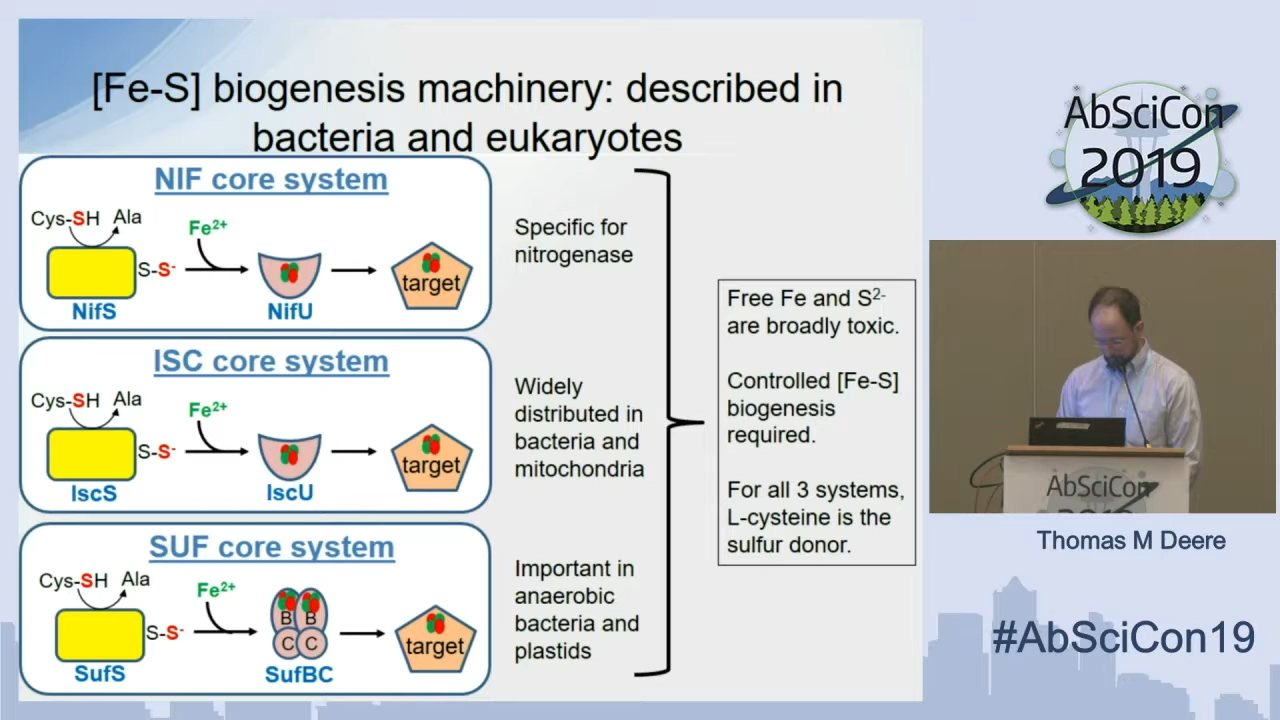 [Fe-S] biogenesis machinery: described in
bacteria and eukaryotes
NIF core system
Cys-SH Ala
Fe²⁺
S-S⁻
target
NifS
NifU
Specific for
nitrogenase
ISC core system
Cys-SH Ala
Fe²⁺
S-S⁻
target
IscS
IscU
Widely
distributed in
bacteria and
mitochondria
SUF core system
Cys-SH Ala
Fe²⁺
S-S⁻
B B
C C
target
SufS
SufBC
Important in
anaerobic
bacteria and
plastids
Free Fe and S²⁻
are broadly toxic.
Controlled [Fe-S]
biogenesis
required.
For all 3 systems,
L-cysteine is the
sulfur donor.
AbSciCon
2019
AbSciCon
2019
Thomas M Deere
#AbSciCon19